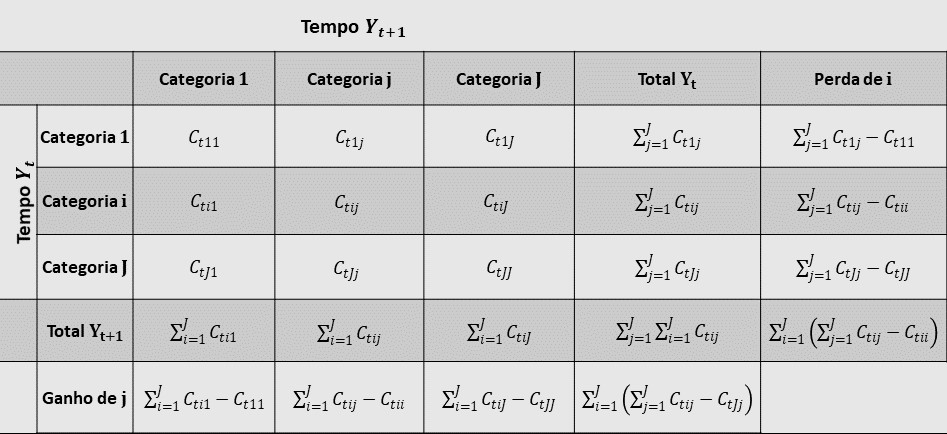 Tempo $Y_{t+1}$
Categoria 1 Categoria j Categoria J Total $Y_t$ Perda de i
Tempo $Y_t$
Categoria 1 $C_{t11}$ $C_{t1j}$ $C_{t1J}$ $\sum_{j=1}^{J} C_{t1j}$ $\sum_{j=1}^{J} C_{t1j} - C_{t11}$
Categoria i $C_{ti1}$ $C_{tij}$ $C_{tiJ}$ $\sum_{j=1}^{J} C_{tij}$ $\sum_{j=1}^{J} C_{tij} - C_{tii}$
Categoria J $C_{tJ1}$ $C_{tJj}$ $C_{tJJ}$ $\sum_{j=1}^{J} C_{tJj}$ $\sum_{j=1}^{J} C_{tJj} - C_{tJJ}$
Total $Y_{t+1}$ $\sum_{i=1}^{J} C_{ti1}$ $\sum_{i=1}^{J} C_{tij}$ $\sum_{i=1}^{J} C_{tiJ}$ $\sum_{j=1}^{J} \sum_{i=1}^{J} C_{tij}$ $\sum_{i=1}^{J} \left( \sum_{j=1}^{J} C_{tij} - C_{tii} \right)$
Ganho de j $\sum_{i=1}^{J} C_{ti1} - C_{t11}$ $\sum_{i=1}^{J} C_{tij} - C_{tii}$ $\sum_{i=1}^{J} C_{tiJ} - C_{tJJ}$ $\sum_{i=1}^{J} \left( \sum_{j=1}^{J} C_{tij} - C_{tJj} \right)$